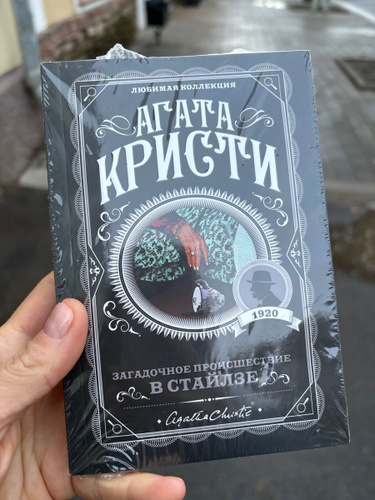 ЛЮБИМАЯ КОЛЛЕКЦИЯ
АГАТА
КРИСТИ
1920
ЗАГАДОЧНОЕ ПРОИСШЕСТВИЕ
В СТАЙЛЗЕ
Agatha Christie